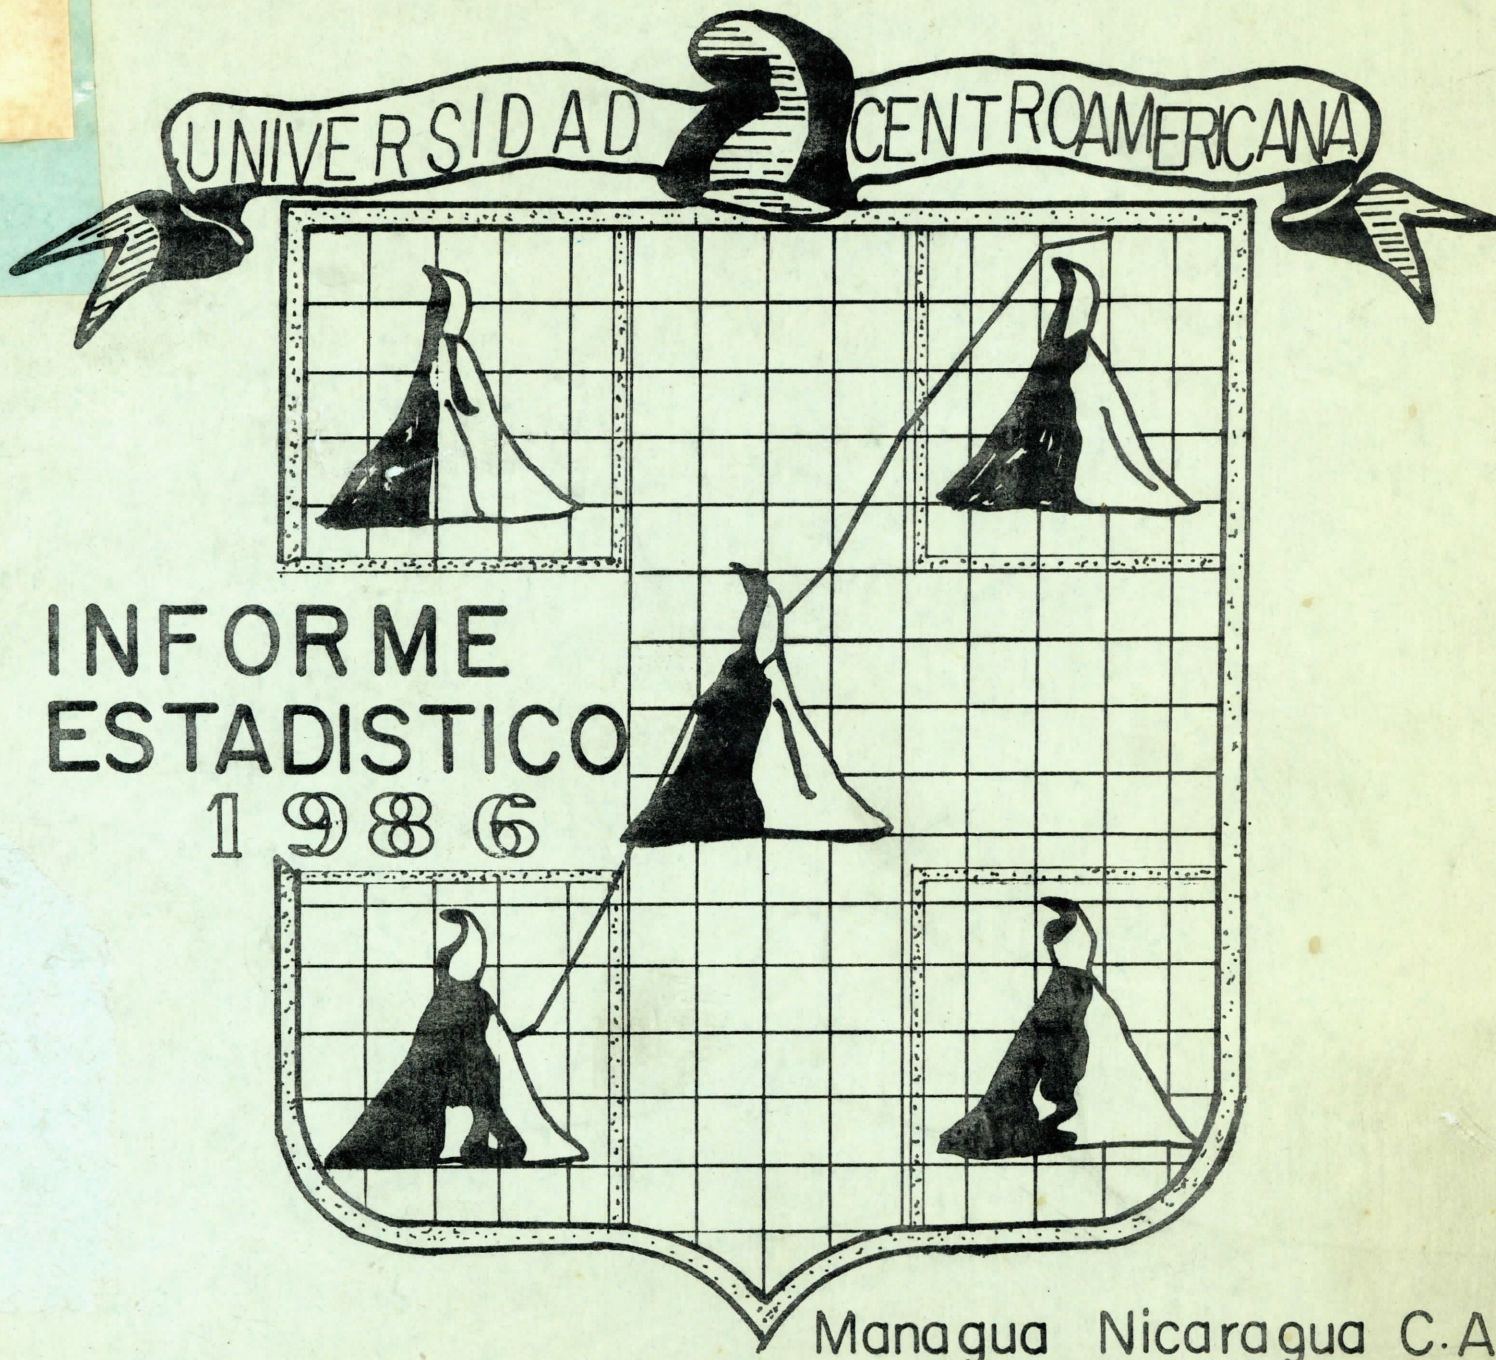 UNIVERSIDAD CENTROAMERICANA
INFORME
ESTADISTICO
1986
Managua Nicaragua C.A